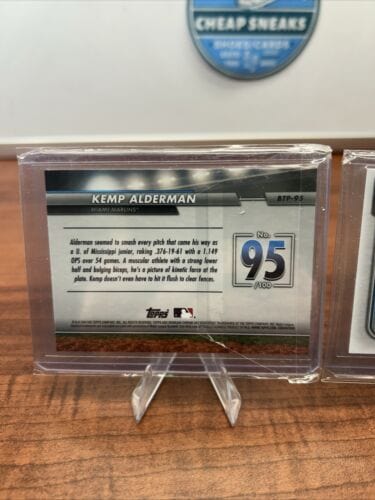 CHEAP SNEAKS
SHOES/CARDS
KEMP ALDERMAN
MIAMI MARLINS
BTP-95
No.
95
/100
Alderman seemed to smash every pitch that came his way as
a U. of Mississippi junior, raking .376-19-61 with a 1.149
OPS over 54 games. A muscular athlete with a strong lower
half and bulging biceps, he's a picture of kinetic force at the
plate. Kemp doesn't even have to hit it flush to clear fences.
Topps